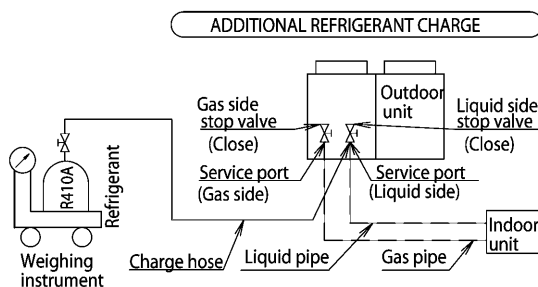 ADDITIONAL REFRIGERANT CHARGE
Gas side
stop valve
(Close)
Outdoor
unit
Liquid side
stop valve
(Close)
Service port
(Gas side)
Service port
(Liquid side)
R410A
Refrigerant
Weighing
instrument
Charge hose
Liquid pipe
Gas pipe
Indoor
unit